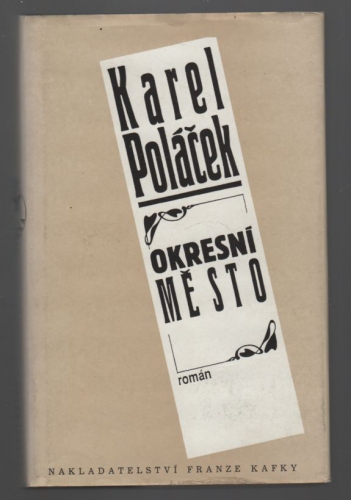 Karel
Poláček
OKRESNÍ
MĚSTO
román
NAKLADATELSTVÍ FRANZE KAFKY